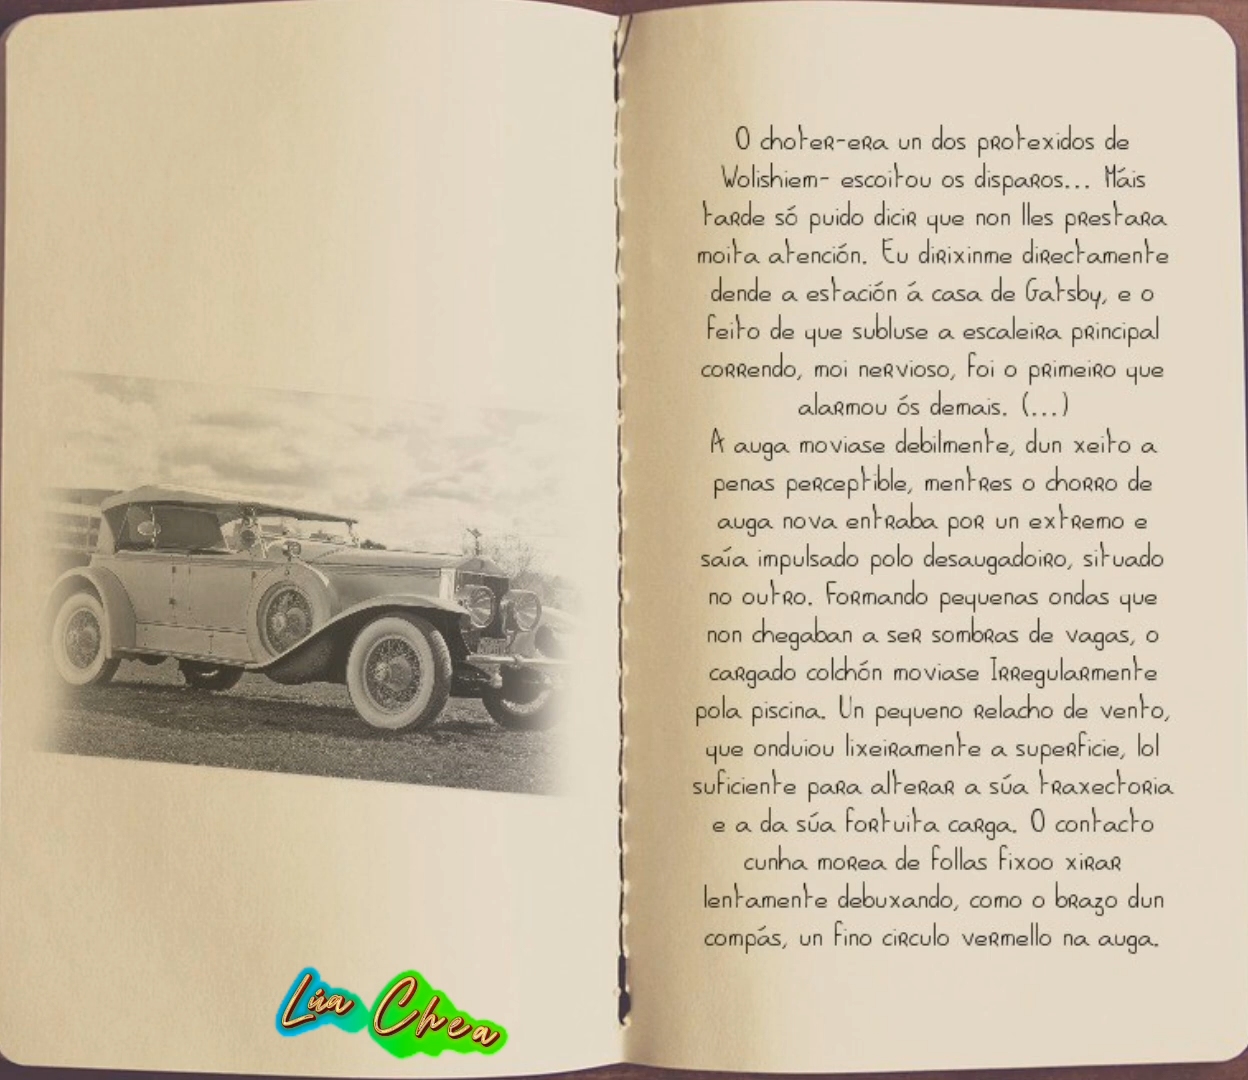 O choter-era un dos protexidos de
Wolishiem- escoitou os disparos... Máis
tarde só puido dicir que non lles prestara
moita atención. Eu dirixinme directamente
dende a estación á casa de Gatsby, e o
feito de que subluse a escaleira principal
correndo, moi nervioso, foi o primeiro que
alarmou ós demais. (...)
A auga moviase debilmente, dun xeito a
penas perceptible, mentres o chorro de
auga nova entraba por un extremo e
saía impulsado polo desaugadoiro, situado
no outro. Formando pequenas ondas que
non chegaban a ser sombras de vagas, o
cargado colchón moviase Irregularmente
pola piscina. Un pequeno relacho de vento,
que onduiou lixeiramente a superficie, lol
suficiente para alterar a súa traxectoria
e a da súa fortuita carga. O contacto
cunha morea de follas fixoo xirar
lentamente debuxando, como o brazo dun
compás, un fino circulo vermello na auga.
Lúa Chea